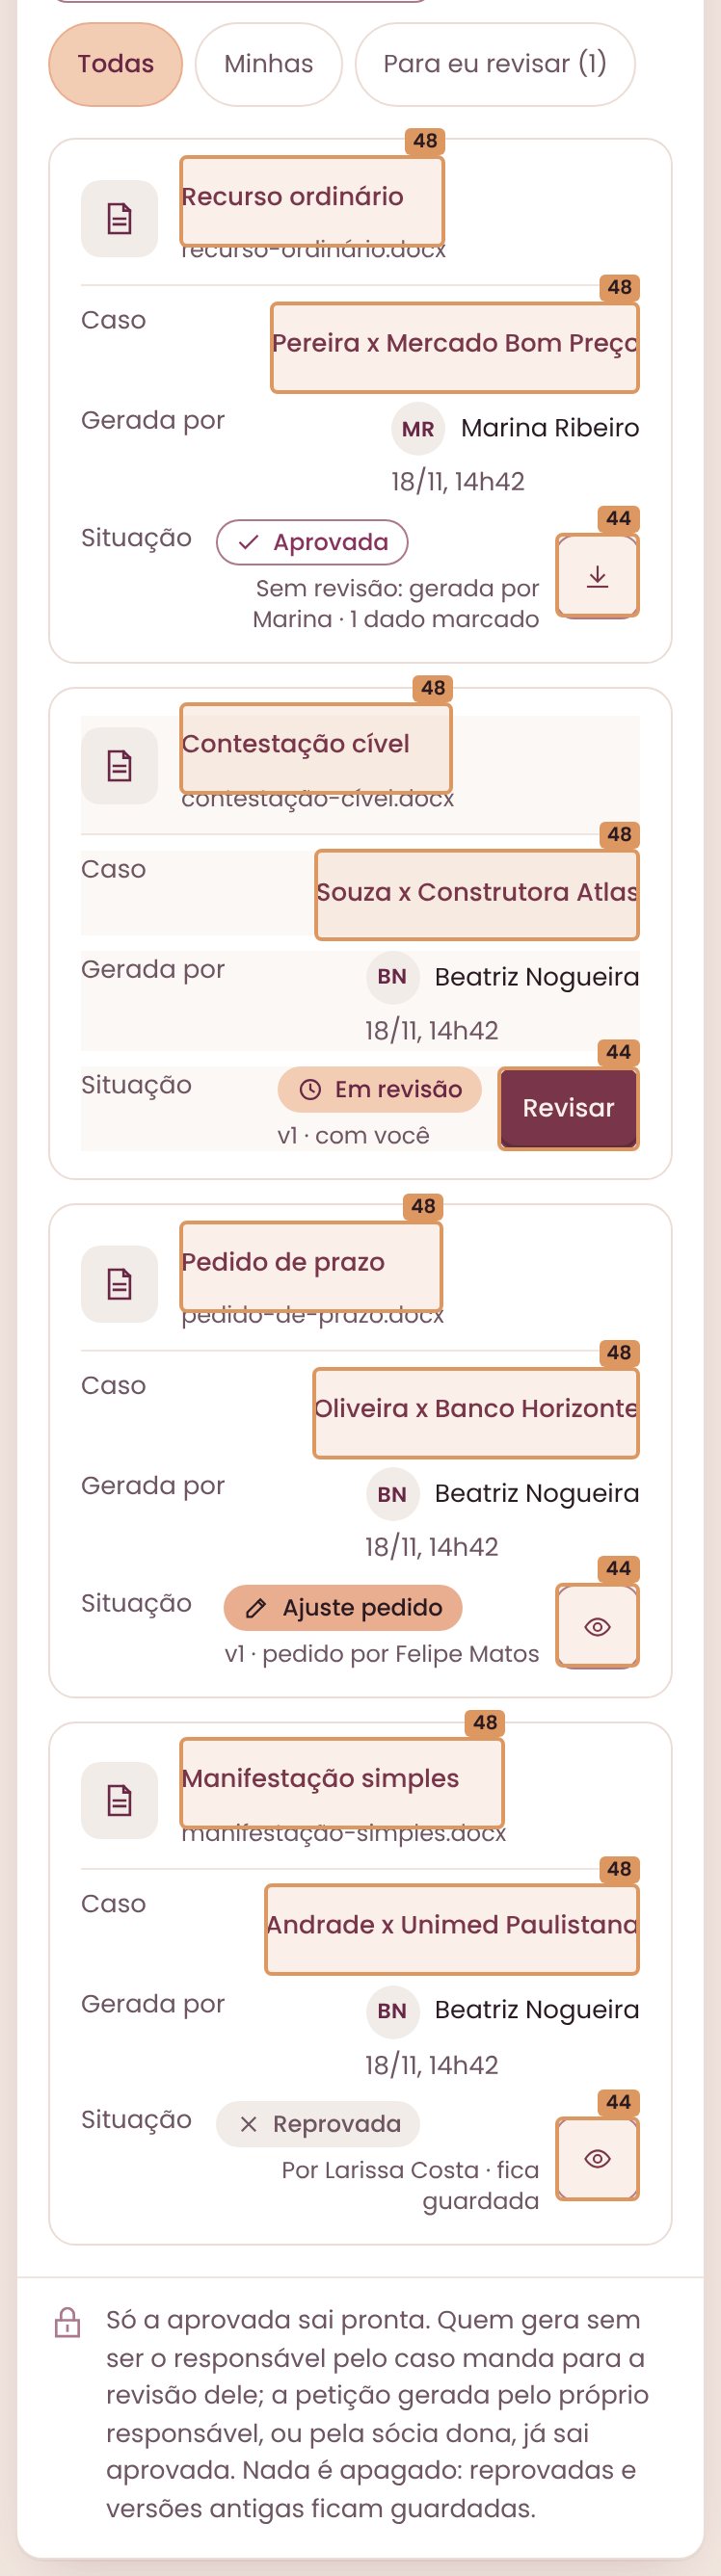 Todas
Minhas
Para eu revisar (1)
48
Recurso ordinário
recurso-ordinário.docx
48
Caso
Pereira x Mercado Bom Preço
Gerada por
MR
Marina Ribeiro
18/11, 14h42
44
Situação
Aprovada
Sem revisão: gerada por
Marina · 1 dado marcado
48
Contestação cível
contestação-cível.docx
48
Caso
Souza x Construtora Atlas
Gerada por
BN
Beatriz Nogueira
18/11, 14h42
44
Situação
Em revisão
Revisar
v1 · com você
48
Pedido de prazo
pedido-de-prazo.docx
48
Caso
Oliveira x Banco Horizonte
Gerada por
BN
Beatriz Nogueira
18/11, 14h42
44
Situação
Ajuste pedido
v1 · pedido por Felipe Matos
48
Manifestação simples
manifestação-simples.docx
48
Caso
Andrade x Unimed Paulistana
Gerada por
BN
Beatriz Nogueira
18/11, 14h42
44
Situação
Reprovada
Por Larissa Costa · fica
guardada
Só a aprovada sai pronta. Quem gera sem
ser o responsável pelo caso manda para a
revisão dele; a petição gerada pelo próprio
responsável, ou pela sócia dona, já sai
aprovada. Nada é apagado: reprovadas e
versões antigas ficam guardadas.